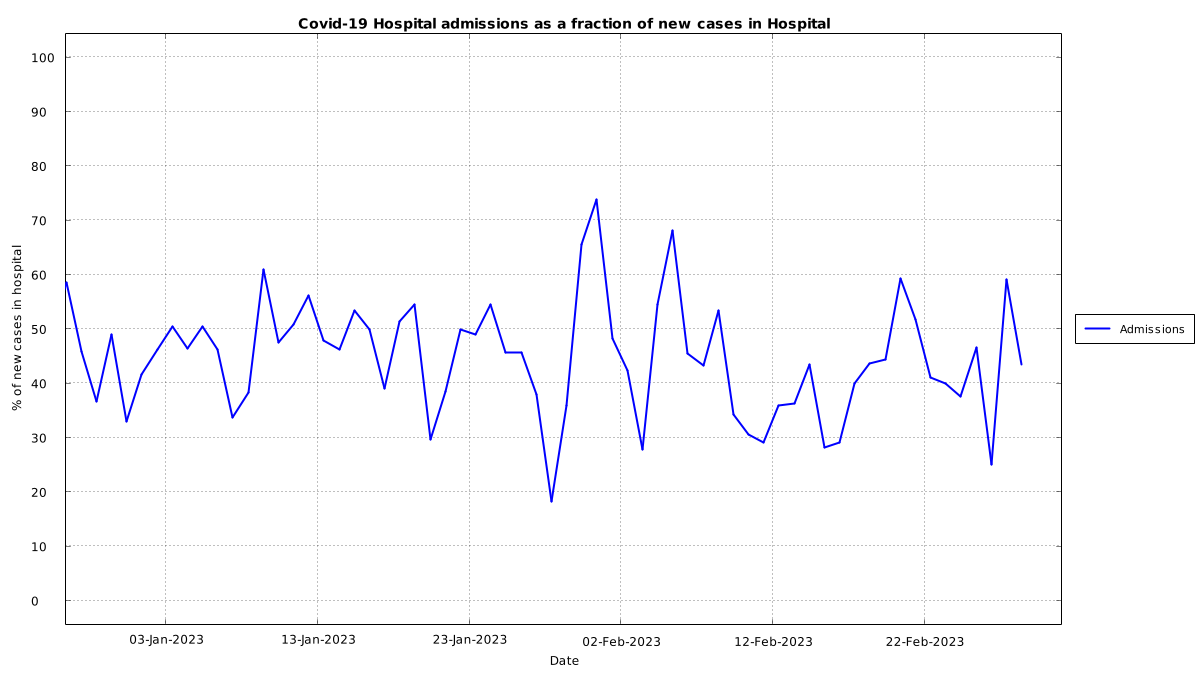 Covid-19 Hospital admissions as a fraction of new cases in Hospital
100
90
80
70
60
50
40
30
20
10
0
% of new cases in hospital
03-Jan-2023
13-Jan-2023
23-Jan-2023
02-Feb-2023
12-Feb-2023
22-Feb-2023
Date
Admissions